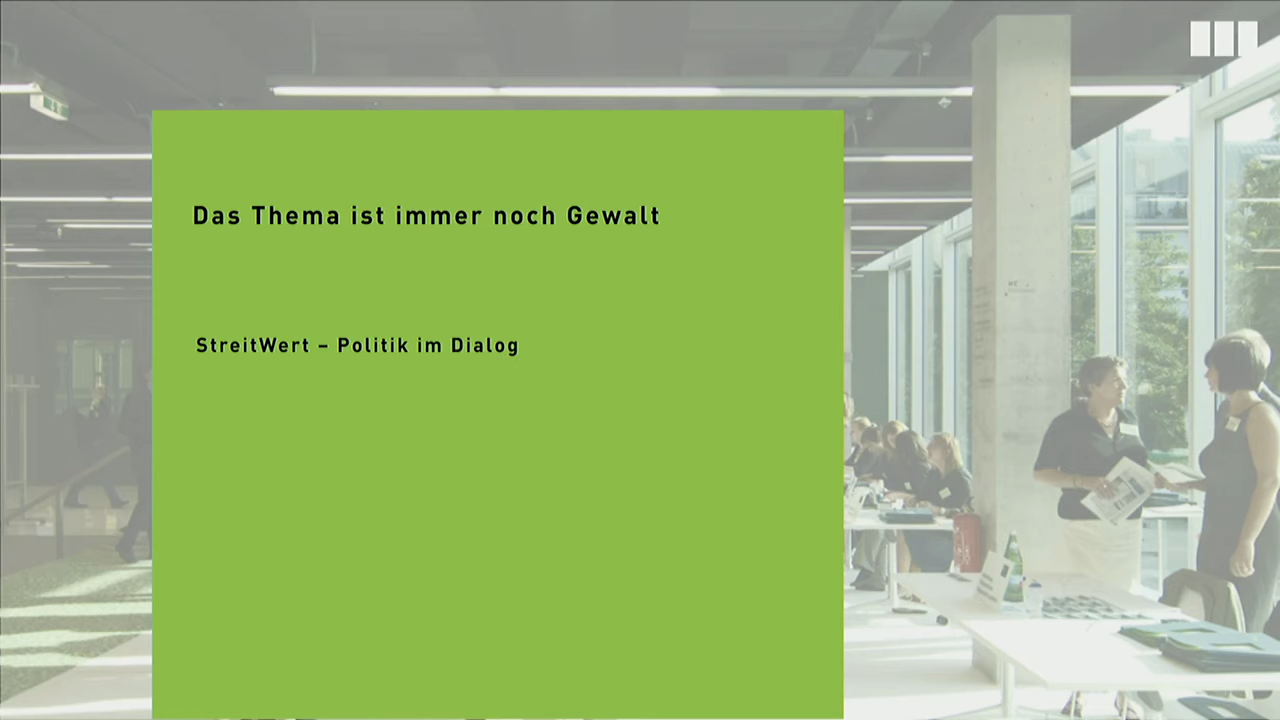 Das Thema ist immer noch Gewalt
StreitWert – Politik im Dialog